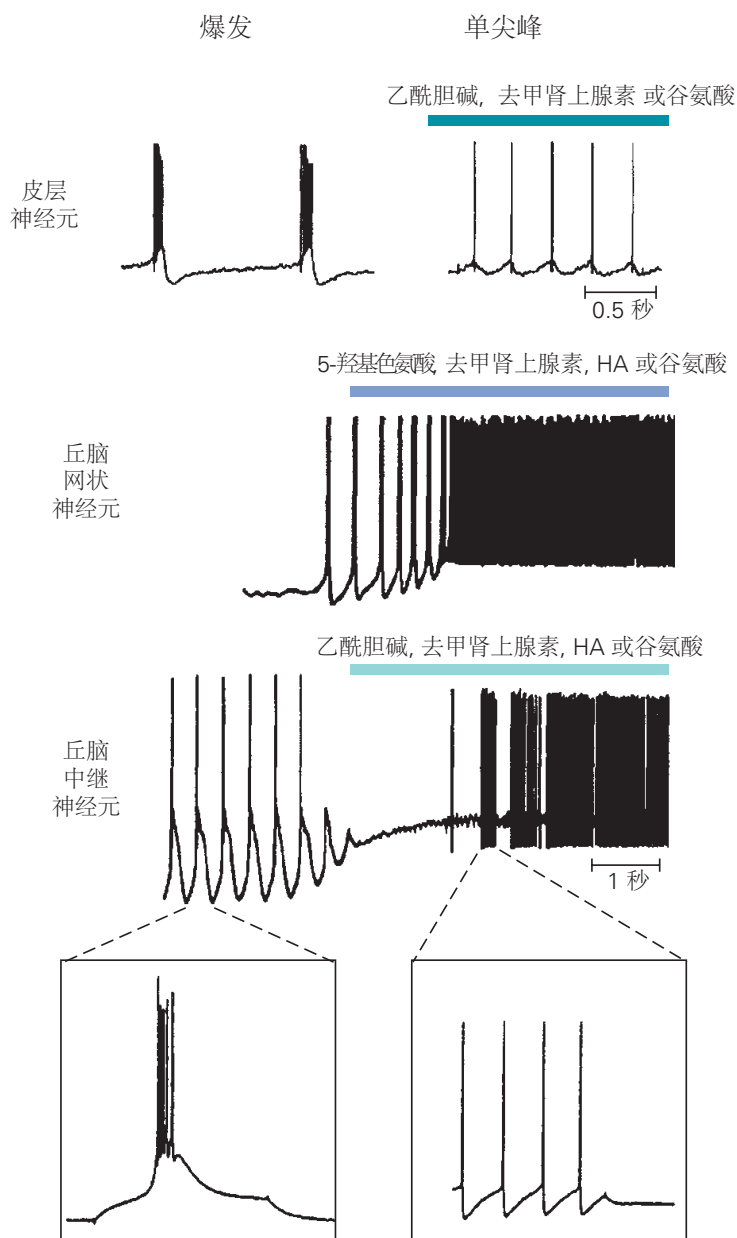 爆发
单尖峰
乙酰胆碱, 去甲肾上腺素 或谷氨酸
皮层
神经元
0.5 秒
5-羟基色氨酸, 去甲肾上腺素, HA 或谷氨酸
丘脑
网状
神经元
乙酰胆碱, 去甲肾上腺素, HA 或谷氨酸
丘脑
中继
神经元
1 秒